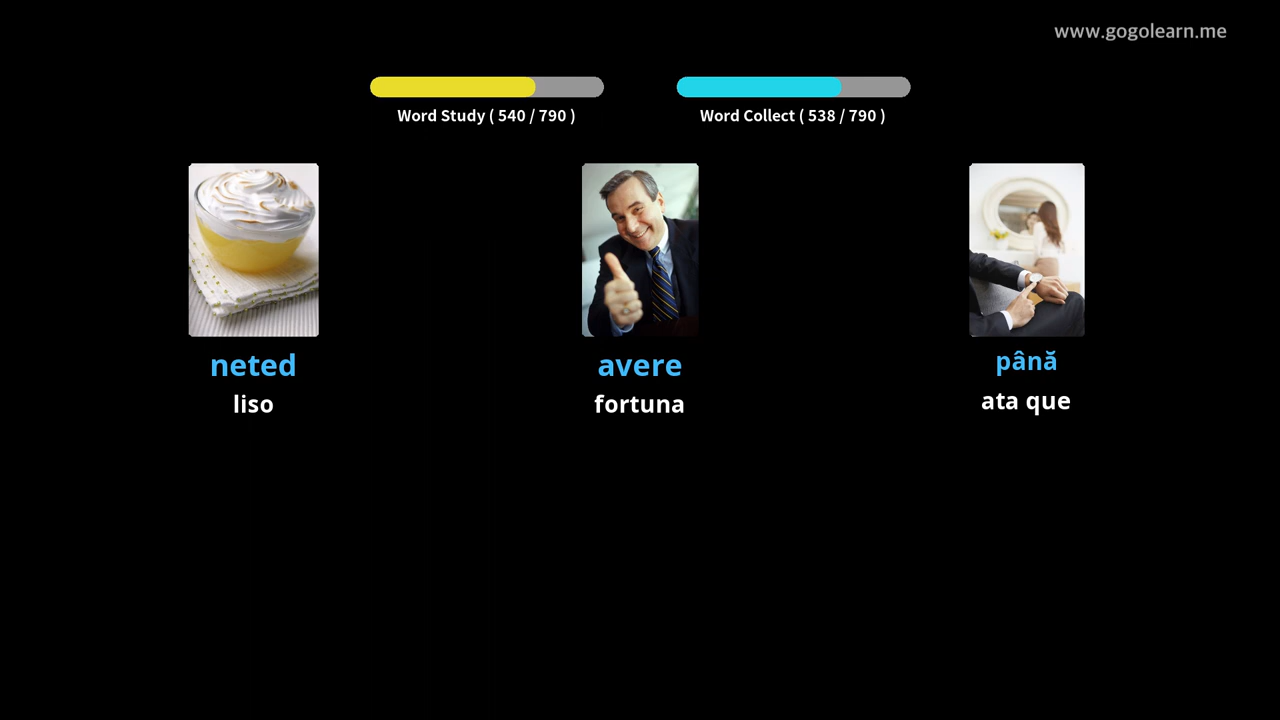 www.gogolearn.me
Word Study ( 540 / 790 )
Word Collect ( 538 / 790 )
neted
liso
avere
fortuna
până
ata que